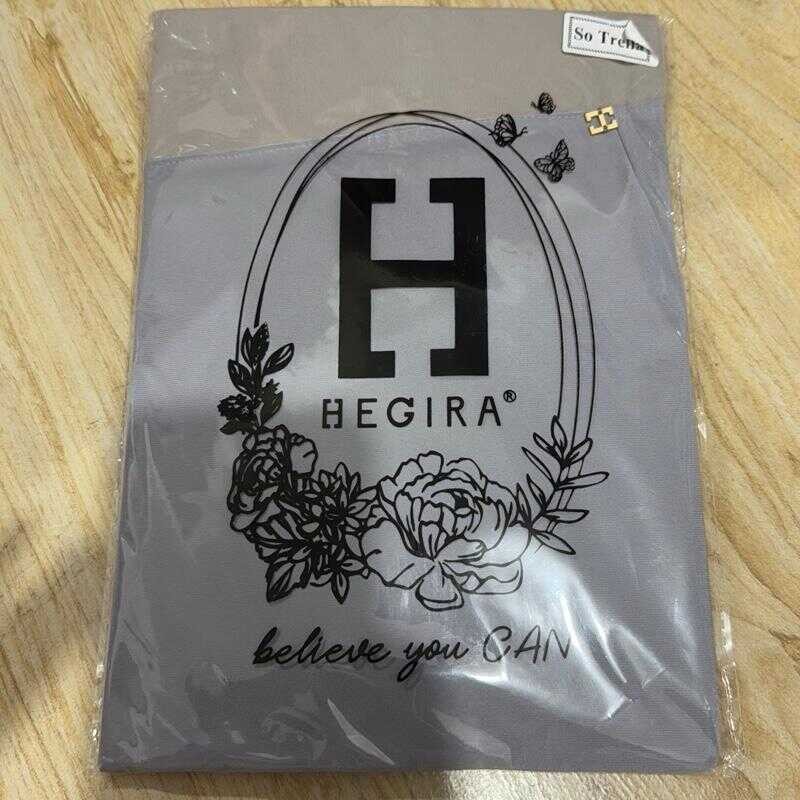 So Trend
H
HEGIRA®
believe you CAN